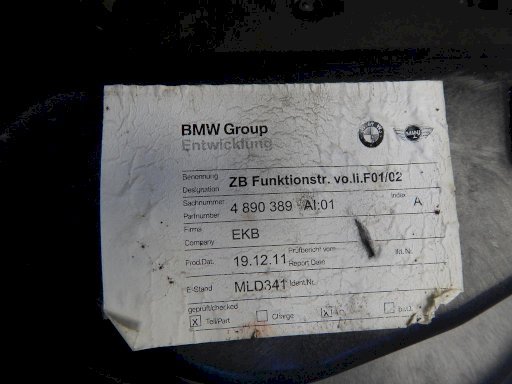 BMW Group
Entwicklung
Benennung
Designation ZB Funktionstr. vo.li.F01/02
Sachnummer
Partnumber 4 890 389 AI:01 Index A
Firma
Company EKB
Prod.Dat. 19.12.11 Prüfbericht vom
Report Date lfd. Nr.
E-Stand MLD341 Ident.Nr.
geprüft/checked
X Teil/Part Charge X